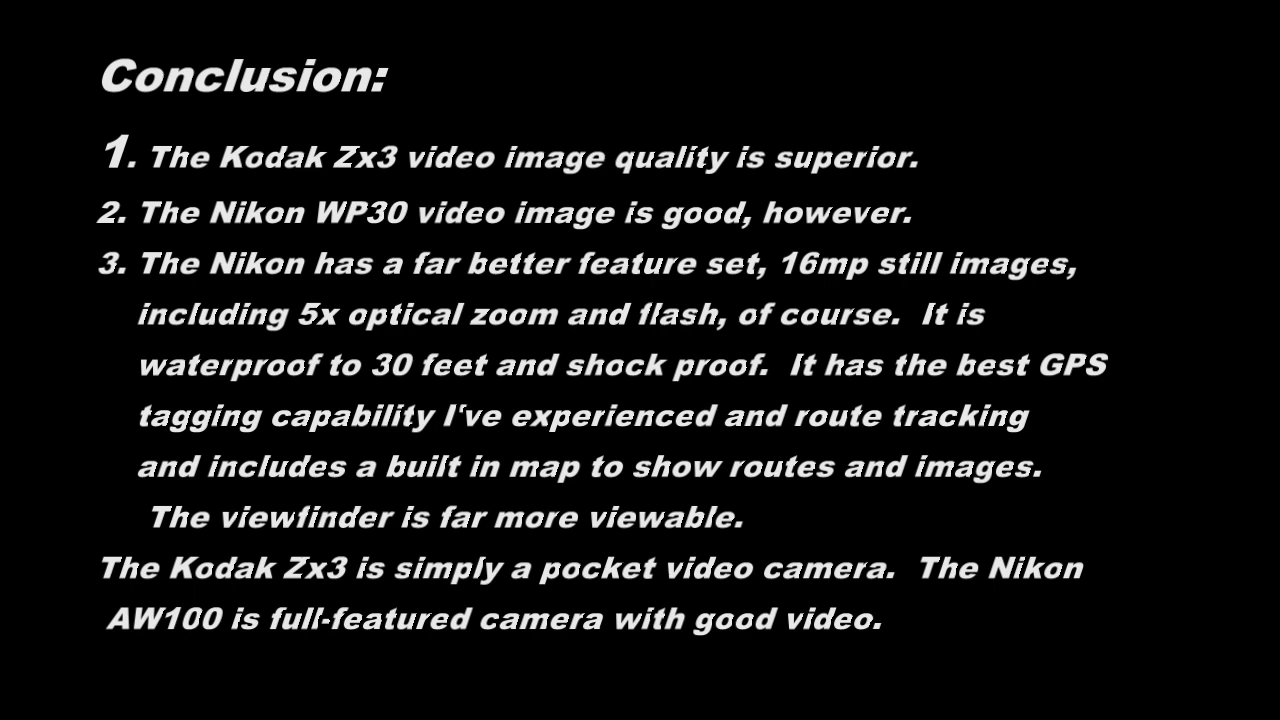 Conclusion:
1. The Kodak Zx3 video image quality is superior.
2. The Nikon WP30 video image is good, however.
3. The Nikon has a far better feature set, 16mp still images,
including 5x optical zoom and flash, of course. It is
waterproof to 30 feet and shock proof. It has the best GPS
tagging capability I've experienced and route tracking
and includes a built in map to show routes and images.
The viewfinder is far more viewable.
The Kodak Zx3 is simply a pocket video camera. The Nikon
AW100 is full-featured camera with good video.